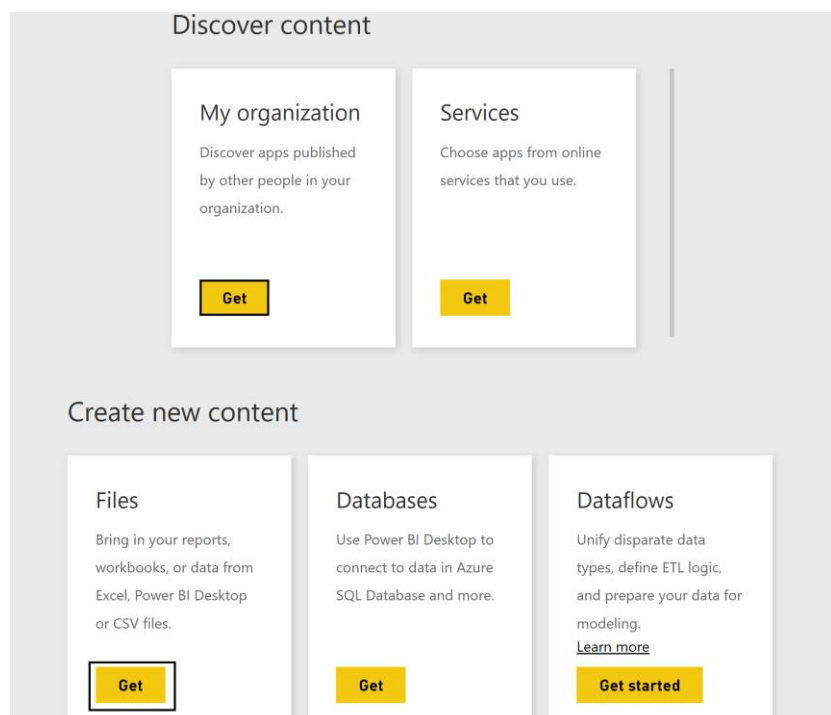 Discover content
My organization
Discover apps published
by other people in your
organization.
Get
Services
Choose apps from online
services that you use.
Get
Create new content
Files
Bring in your reports,
workbooks, or data from
Excel, Power BI Desktop
or CSV files.
Get
Databases
Use Power BI Desktop to
connect to data in Azure
SQL Database and more.
Get
Dataflows
Unify disparate data
types, define ETL logic,
and prepare your data for
modeling.
Learn more
Get started